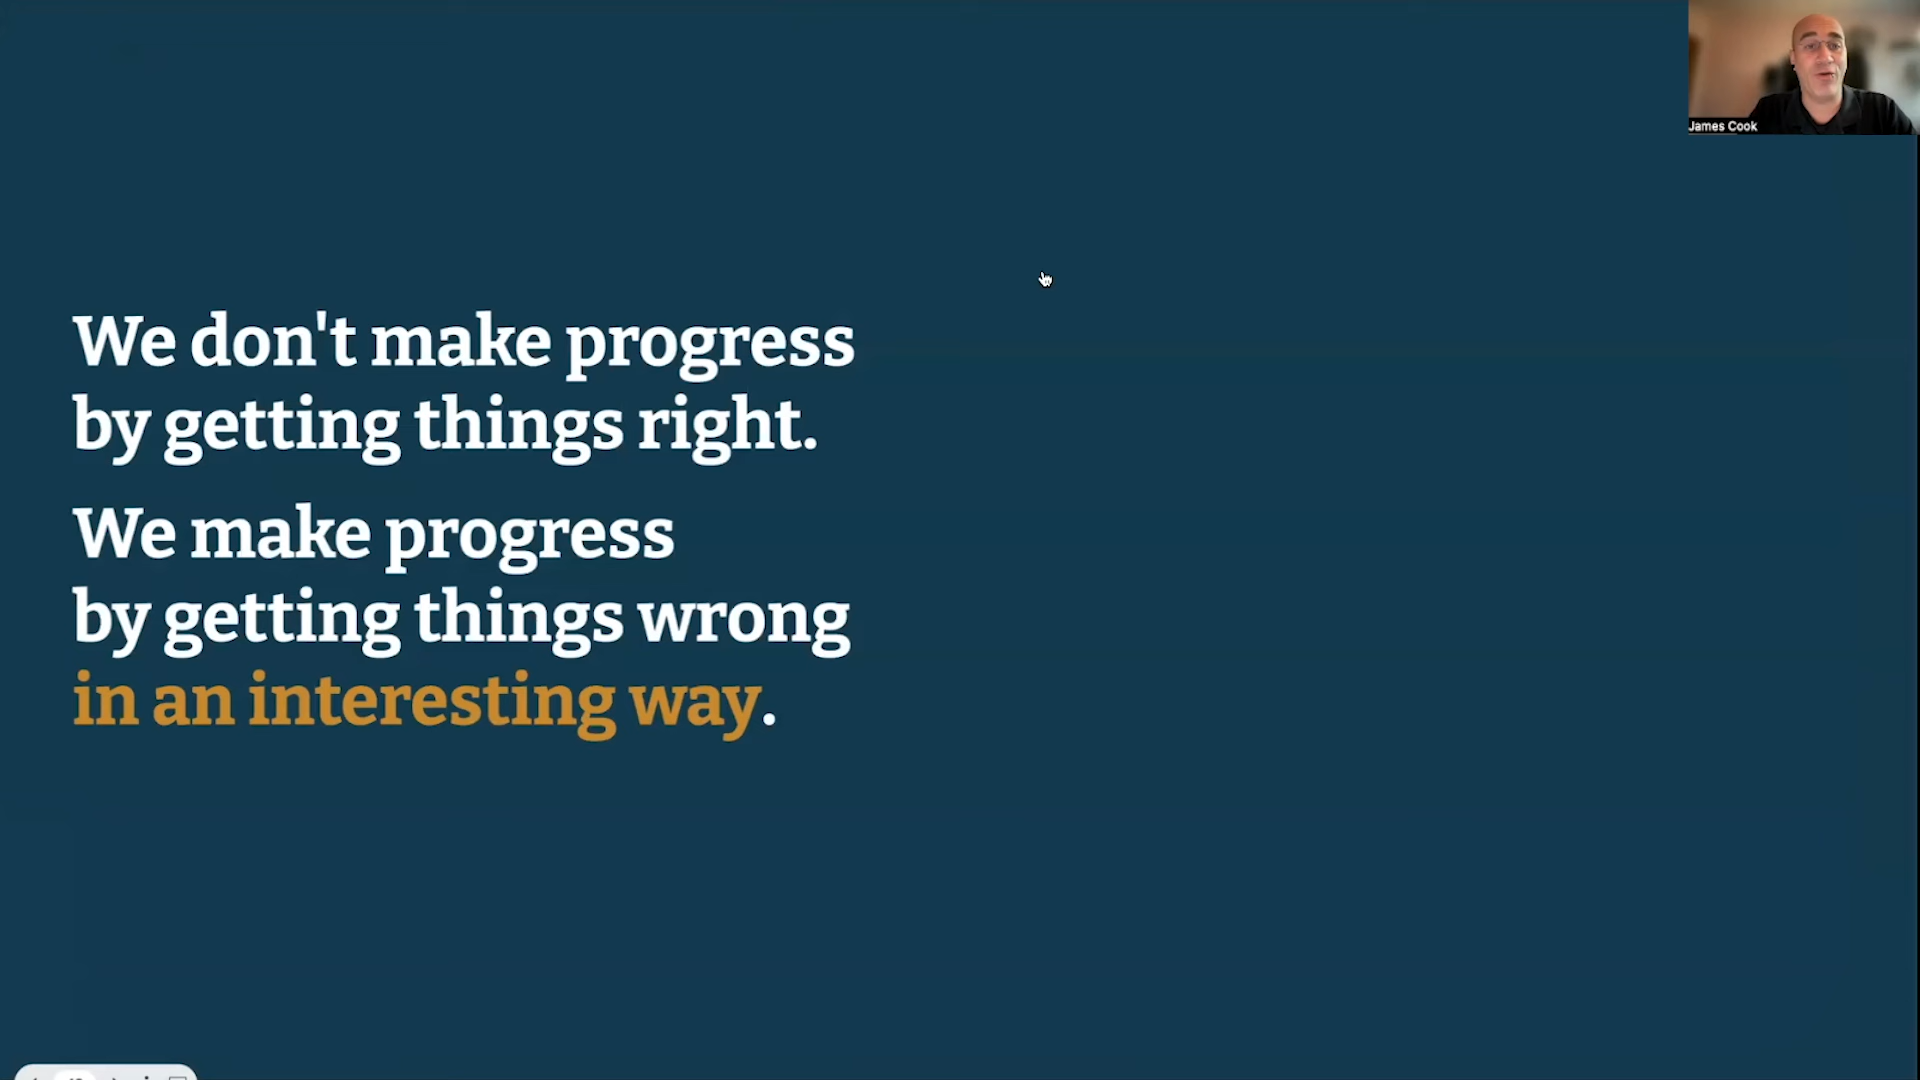 James Cook
We don't make progress
by getting things right.
We make progress
by getting things wrong
in an interesting way.